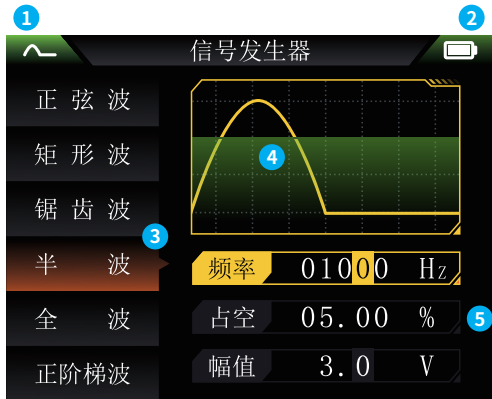 1
2
信号发生器
正弦波
矩形波
锯齿波
3
半波
全波
正阶梯波
4
频率 01000 Hz
占空 05.00 %
5
幅值 3.0 V